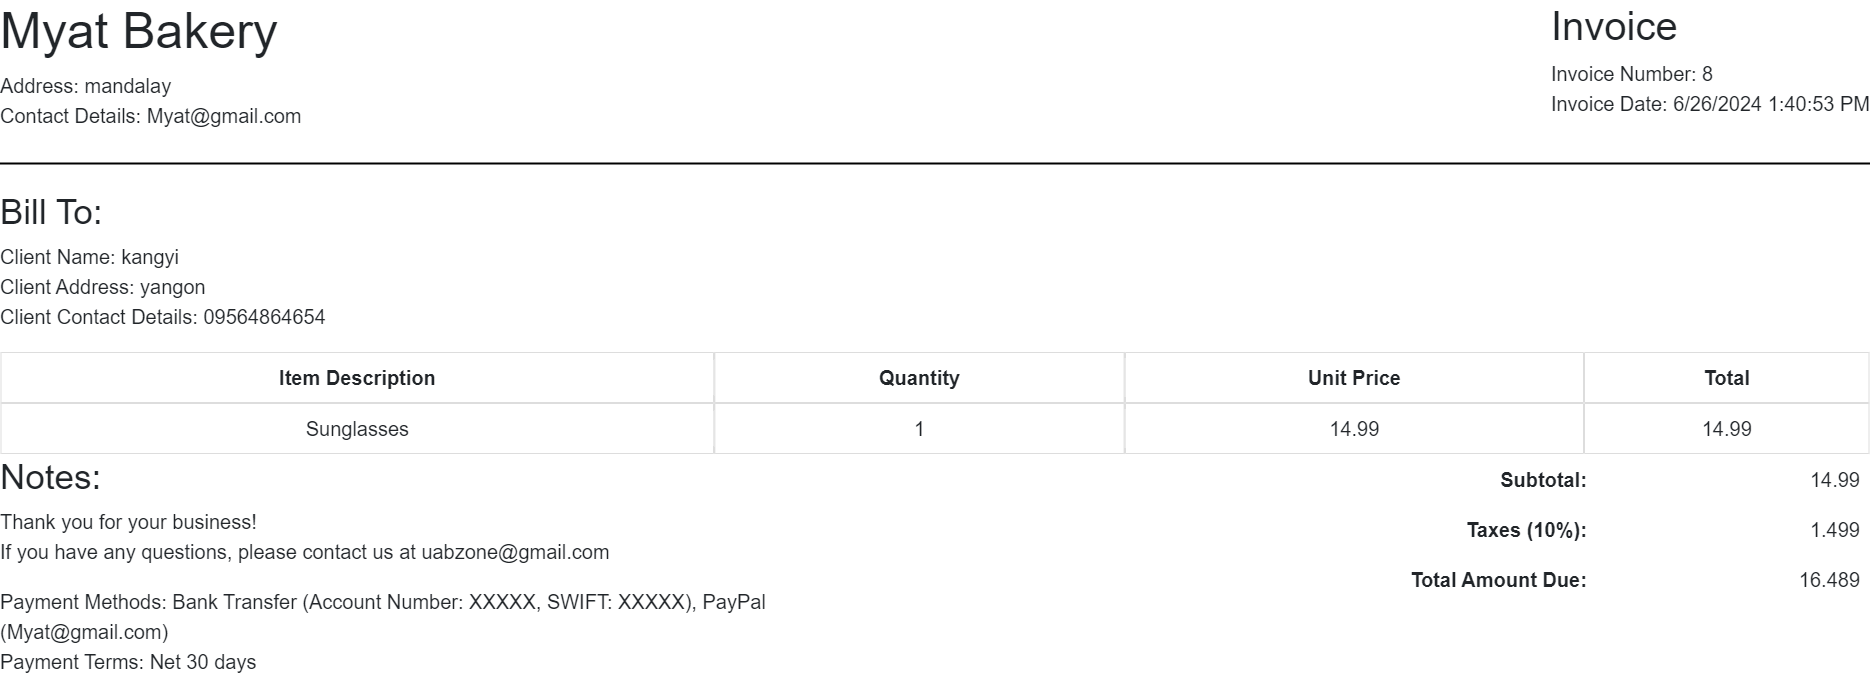 Myat Bakery
Address: mandalay
Contact Details: Myat@gmail.com
Invoice
Invoice Number: 8
Invoice Date: 6/26/2024 1:40:53 PM
Bill To:
Client Name: kangyi
Client Address: yangon
Client Contact Details: 09564864654
Item Description Quantity Unit Price Total
Sunglasses 1 14.99 14.99
Notes:
Thank you for your business!
If you have any questions, please contact us at uabzone@gmail.com
Payment Methods: Bank Transfer (Account Number: XXXXX, SWIFT: XXXXX), PayPal
(Myat@gmail.com)
Payment Terms: Net 30 days
Subtotal: 14.99
Taxes (10%): 1.499
Total Amount Due: 16.489